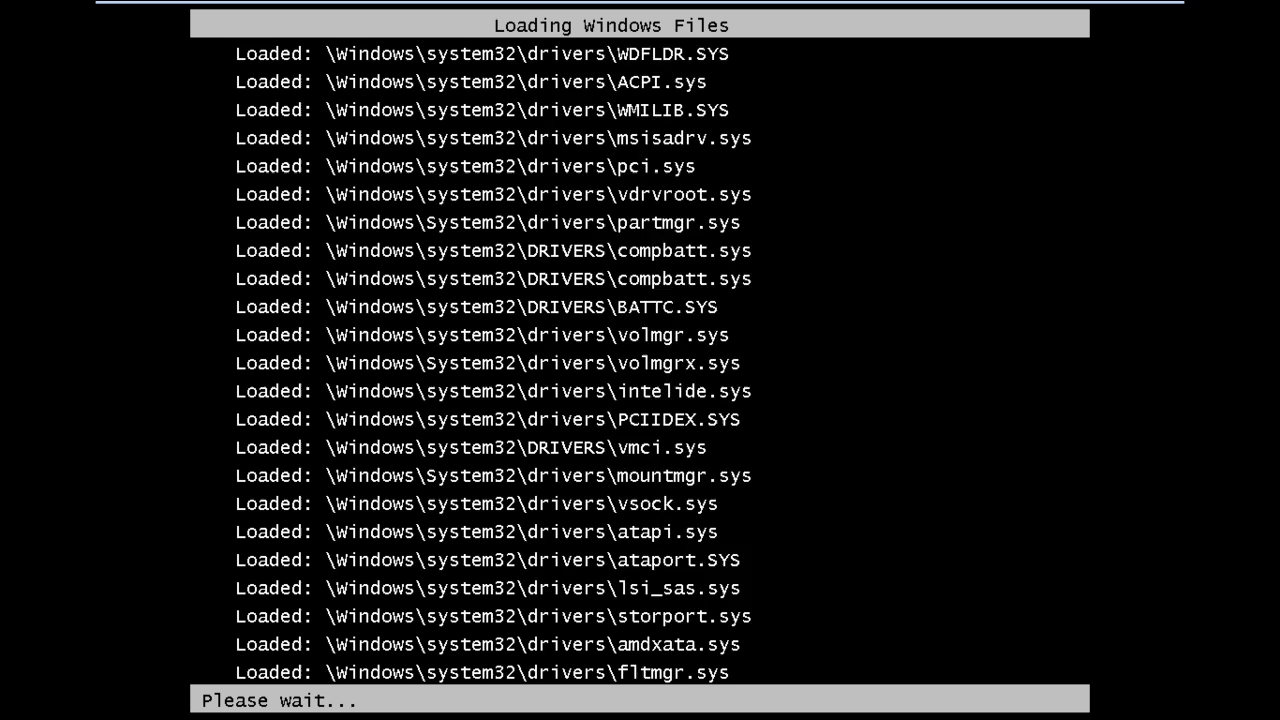 Loading Windows Files
Loaded: \Windows\system32\drivers\WDFLDR.SYS
Loaded: \Windows\system32\drivers\ACPI.sys
Loaded: \Windows\system32\drivers\WMILIB.SYS
Loaded: \Windows\system32\drivers\msisadrv.sys
Loaded: \Windows\system32\drivers\pci.sys
Loaded: \Windows\system32\drivers\vdrvroot.sys
Loaded: \Windows\System32\drivers\partmgr.sys
Loaded: \Windows\system32\DRIVERS\compbatt.sys
Loaded: \Windows\system32\DRIVERS\compbatt.sys
Loaded: \Windows\system32\DRIVERS\BATTC.SYS
Loaded: \Windows\system32\drivers\volmgr.sys
Loaded: \Windows\System32\drivers\volmgrx.sys
Loaded: \Windows\system32\drivers\intelide.sys
Loaded: \Windows\system32\drivers\PCIIDEX.SYS
Loaded: \Windows\system32\DRIVERS\vmci.sys
Loaded: \Windows\System32\drivers\mountmgr.sys
Loaded: \Windows\system32\drivers\vsock.sys
Loaded: \Windows\system32\drivers\atapi.sys
Loaded: \Windows\system32\drivers\ataport.SYS
Loaded: \Windows\system32\drivers\lsi_sas.sys
Loaded: \Windows\system32\drivers\storport.sys
Loaded: \Windows\system32\drivers\amdxata.sys
Loaded: \Windows\system32\drivers\fltmgr.sys
Please wait...